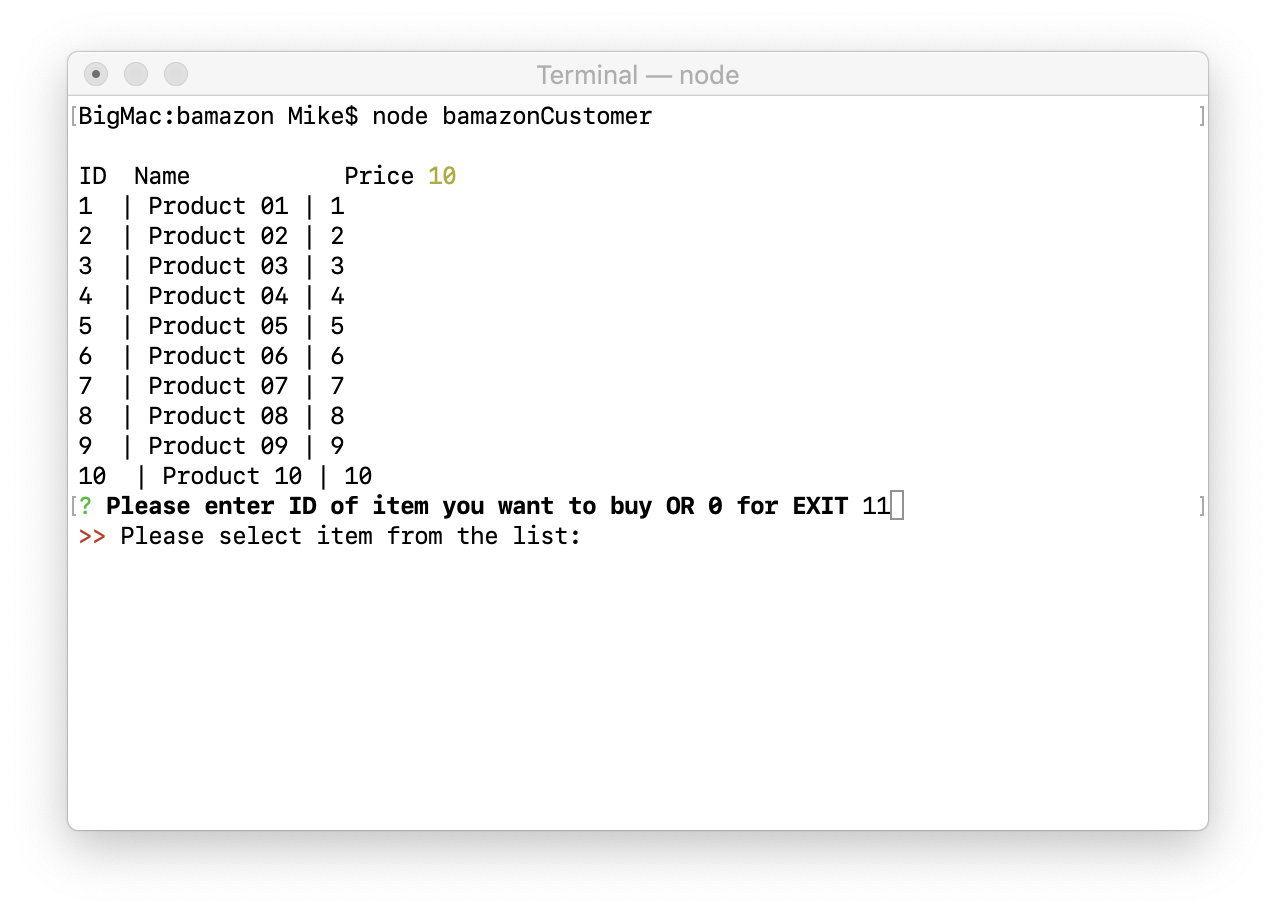 Terminal — node
[BigMac:bamazon Mike$ node bamazonCustomer ]
ID  Name           Price 10
1  | Product 01 | 1
2  | Product 02 | 2
3  | Product 03 | 3
4  | Product 04 | 4
5  | Product 05 | 5
6  | Product 06 | 6
7  | Product 07 | 7
8  | Product 08 | 8
9  | Product 09 | 9
10  | Product 10 | 10
[? Please enter ID of item you want to buy OR 0 for EXIT 11 ]
>> Please select item from the list: